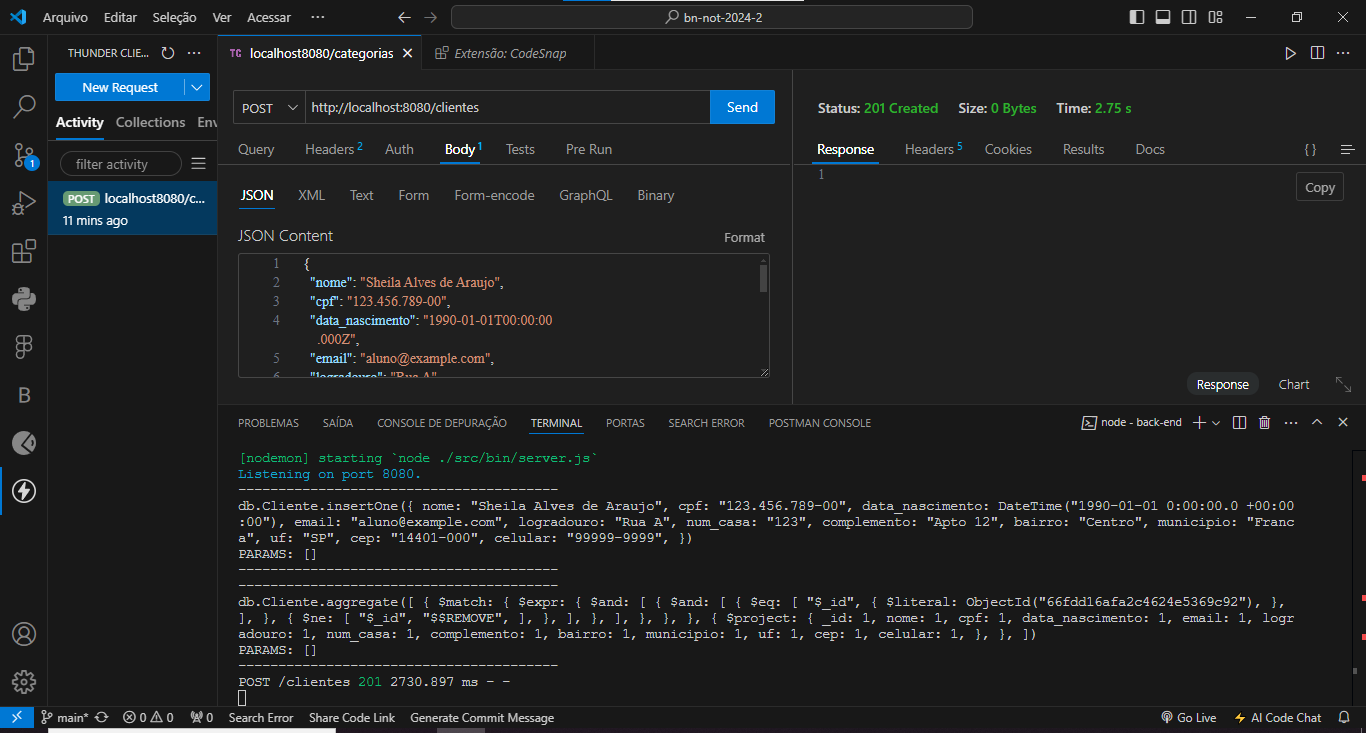 Arquivo Editar Seleção Ver Acessar ··· bn-not-2024-2
THUNDER CLIE... ···
TC localhost8080/categorias Extensão: CodeSnap
New Request
Activity Collections Env
filter activity
POST localhost8080/c...
11 mins ago
POST http://localhost:8080/clientes Send
Query Headers 2 Auth Body 1 Tests Pre Run
JSON XML Text Form Form-encode GraphQL Binary
JSON Content Format
1 {
2 "nome": "Sheila Alves de Araujo",
3 "cpf": "123.456.789-00",
4 "data_nascimento": "1990-01-01T00:00:00
.000Z",
5 "email": "aluno@example.com",
6 "logradouro": "Rua A",
Status: 201 Created Size: 0 Bytes Time: 2.75 s
Response Headers 5 Cookies Results Docs { }
1
Copy
Response Chart
1
PROBLEMAS SAÍDA CONSOLE DE DEPURAÇÃO TERMINAL PORTAS SEARCH ERROR POSTMAN CONSOLE node - back-end ···
[nodemon] starting `node ./src/bin/server.js`
Listening on port 8080.
----------------------------------------
db.Cliente.insertOne({ nome: "Sheila Alves de Araujo", cpf: "123.456.789-00", data_nascimento: DateTime("1990-01-01 0:00:00.0 +00:00
:00"), email: "aluno@example.com", logradouro: "Rua A", num_casa: "123", complemento: "Apto 12", bairro: "Centro", municipio: "Franc
a", uf: "SP", cep: "14401-000", celular: "99999-9999", })
PARAMS: []
----------------------------------------
----------------------------------------
db.Cliente.aggregate([ { $match: { $expr: { $and: [ { $and: [ { $eq: [ "$_id", { $literal: ObjectId("66fdd16afa2c4624e5369c92"), },
], }, { $ne: [ "$_id", "$$REMOVE", ], }, ], }, ], }, }, }, { $project: { _id: 1, nome: 1, cpf: 1, data_nascimento: 1, email: 1, logr
adouro: 1, num_casa: 1, complemento: 1, bairro: 1, municipio: 1, uf: 1, cep: 1, celular: 1, }, }, ])
PARAMS: []
----------------------------------------
POST /clientes 201 2730.897 ms - -
B
main* 0 0 0 Search Error Share Code Link Generate Commit Message Go Live AI Code Chat